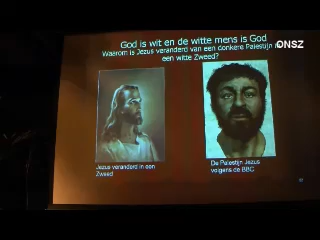 God is wit en de witte mens is God
ONSZ
Waarom is Jezus veranderd van een donkere Palestijn
een witte Zweed?
Jezus veranderd in een
Zweed
De Palestijn Jezus
volgens de BBC